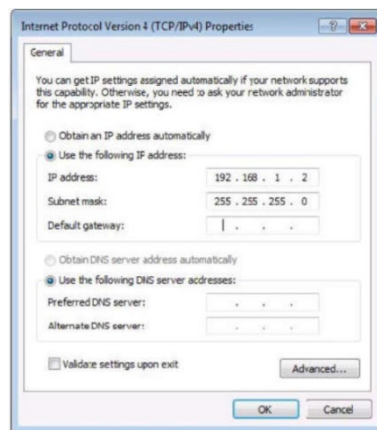 Internet Protocol Version 4 (TCP/IPv4) Properties
General
You can get IP settings assigned automatically if your network supports
this capability. Otherwise, you need to ask your network administrator
for the appropriate IP settings.
Obtain an IP address automatically
Use the following IP address:
IP address: 192 . 168 . 1 . 2
Subnet mask: 255 . 255 . 255 . 0
Default gateway: . . .
Obtain DNS server address automatically
Use the following DNS server addresses:
Preferred DNS server: . . .
Alternate DNS server: . . .
Validate settings upon exit
Advanced...
OK Cancel